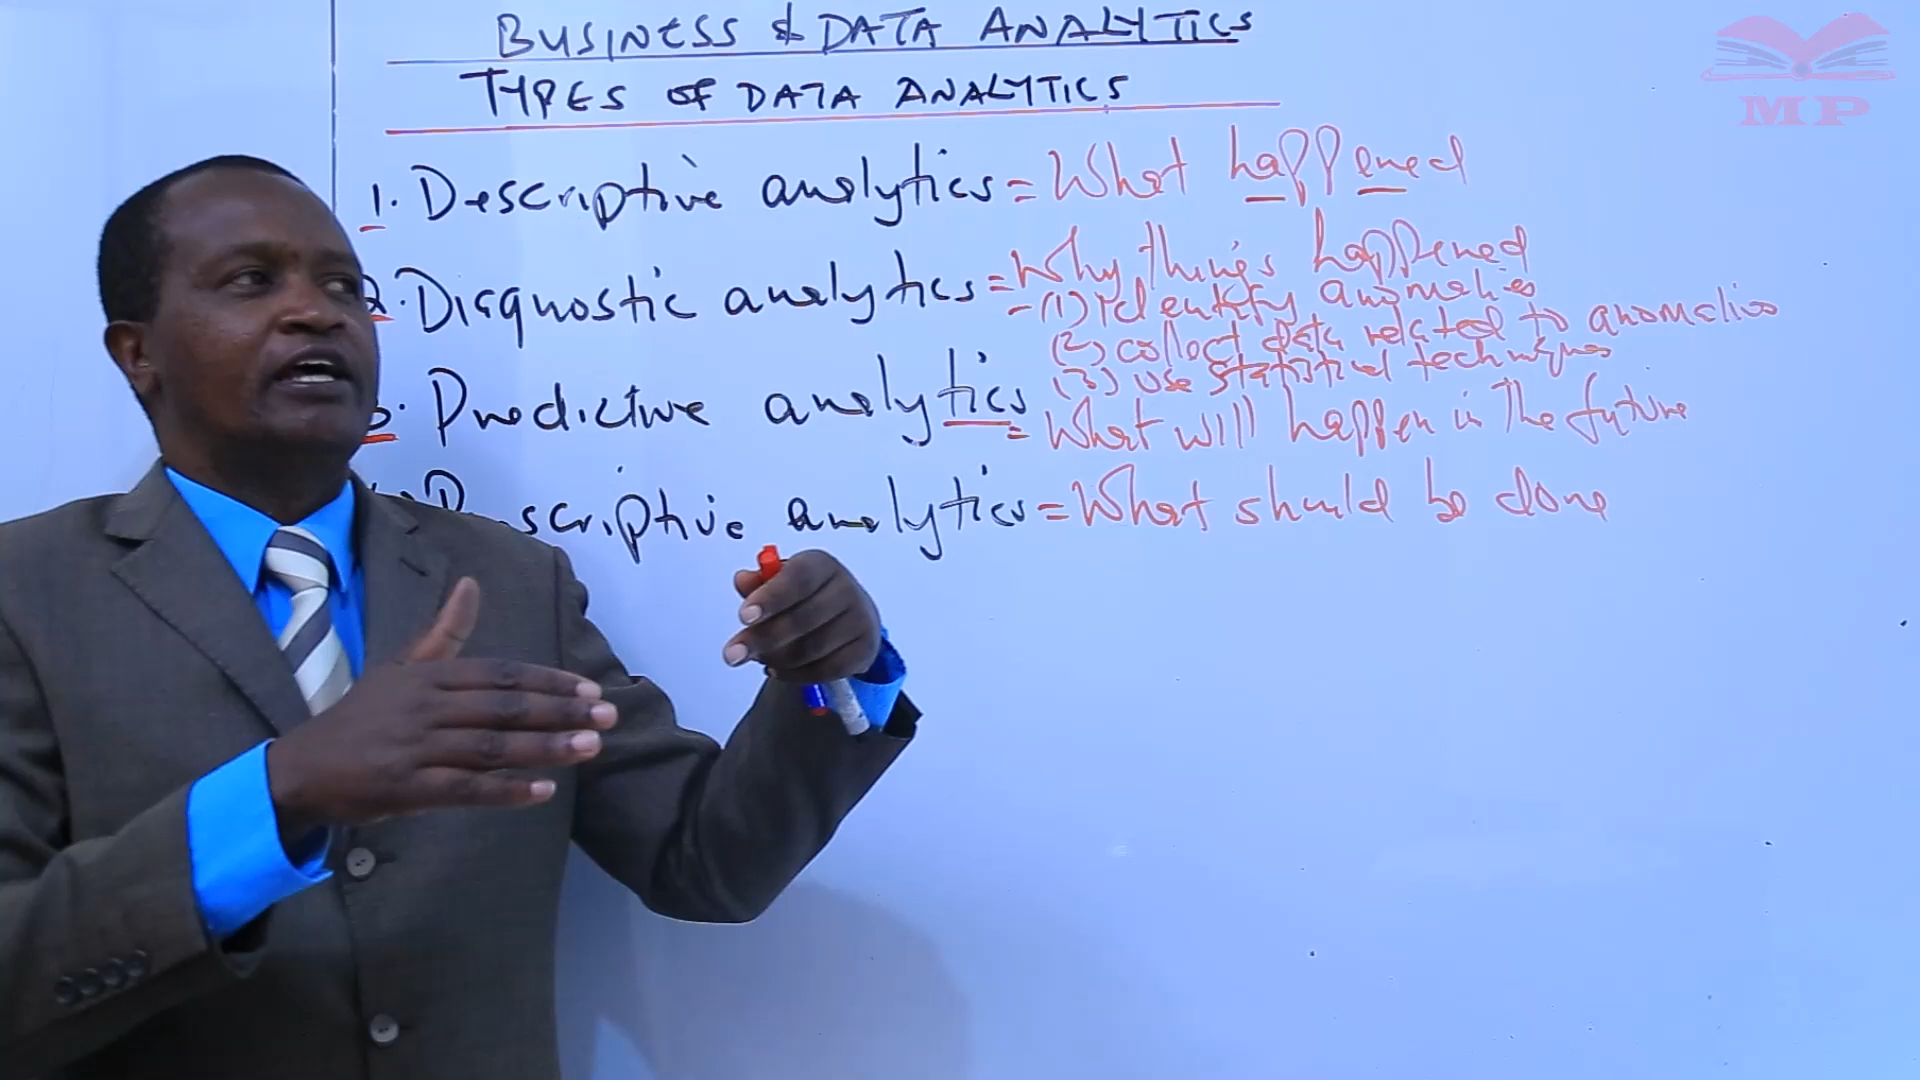 BUSINESS & DATA ANALYTICS
TYPES OF DATA ANALYTICS
1. Descriptive analytics = What happened
2. Diagnostic analytics = Why things happened
- (1) Identify anomalies
(2) collect data related to anomalies
(3) Use statistical techniques
3. Predictive analytics
= What will happen in the future
Prescriptive analytics = What should be done
MP